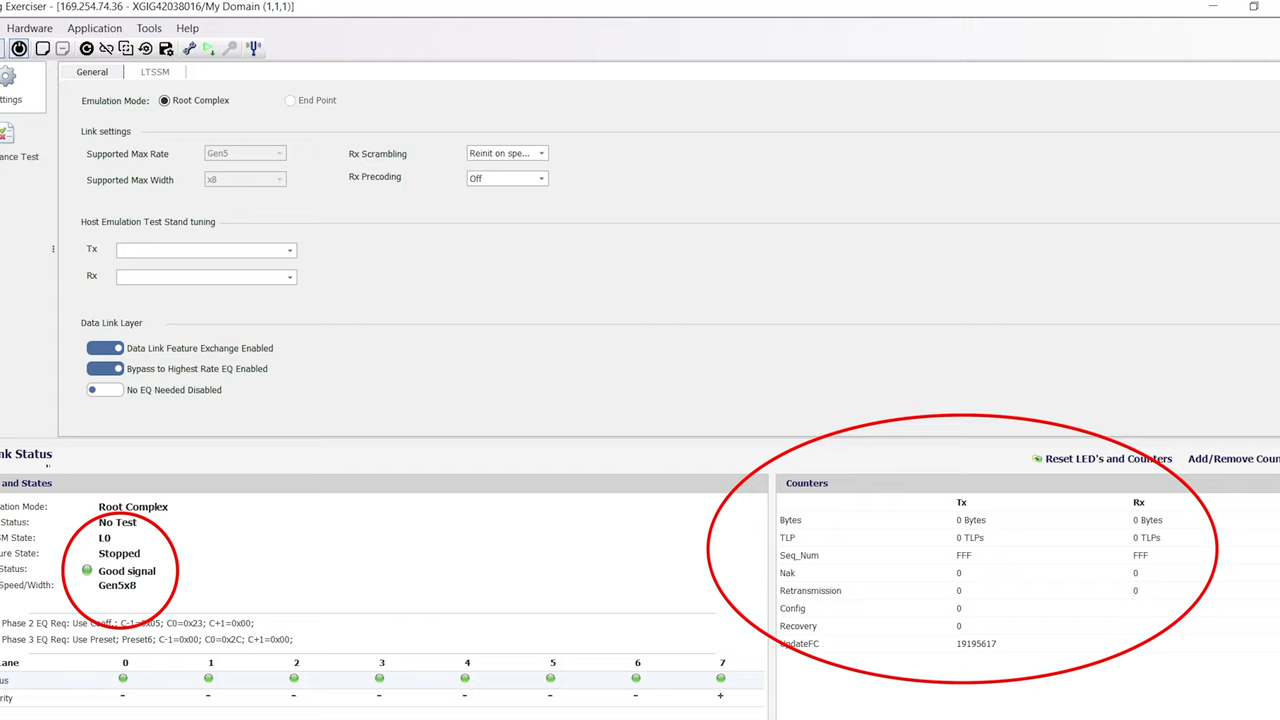 g Exerciser - [169.254.74.36 - XGIG42038016/My Domain (1,1,1)]
Hardware Application Tools Help
General LTSSM
ttings
Emulation Mode: Root Complex End Point
Link settings
Supported Max Rate Gen5 Rx Scrambling Reinit on spe...
ance Test
Supported Max Width x8 Rx Precoding Off
Host Emulation Test Stand tuning
Tx
Rx
Data Link Layer
Data Link Feature Exchange Enabled
Bypass to Highest Rate EQ Enabled
No EQ Needed Disabled
nk Status
Reset LED's and Counters Add/Remove Coun
and States
ation Mode: Root Complex
Status: No Test
SM State: L0
ure State: Stopped
Status: Good signal
Speed/Width: Gen5x8
Phase 2 EQ Req: Use Coeff.; C-1=0x05; C0=0x23; C+1=0x00;
Phase 3 EQ Req: Use Preset; Preset6; C-1=0x00; C0=0x2C; C+1=0x00;
Lane 0 1 2 3 4 5 6 7
us
rity - - - - - - - +
Counters
Tx Rx
Bytes 0 Bytes 0 Bytes
TLP 0 TLPs 0 TLPs
Seq_Num FFF FFF
Nak 0 0
Retransmission 0 0
Config 0
Recovery 0
UpdateFC 19195617